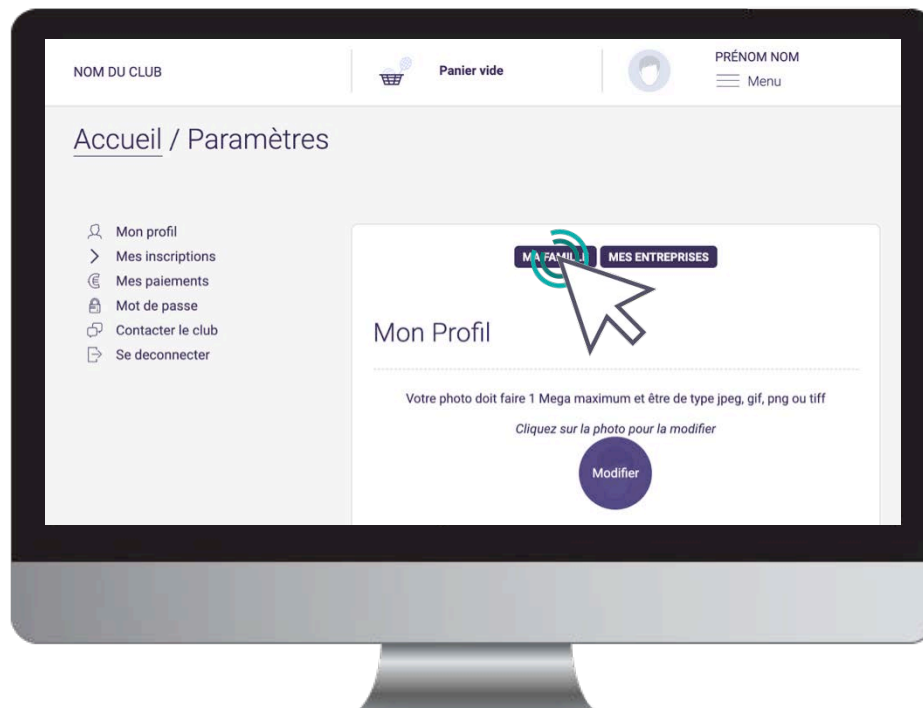 NOM DU CLUB
Panier vide
PRÉNOM NOM
Menu
Accueil / Paramètres
Mon profil
Mes inscriptions
Mes paiements
Mot de passe
Contacter le club
Se deconnecter
MA FAMILLE
MES ENTREPRISES
Mon Profil
Votre photo doit faire 1 Mega maximum et être de type jpeg, gif, png ou tiff
Cliquez sur la photo pour la modifier
Modifier